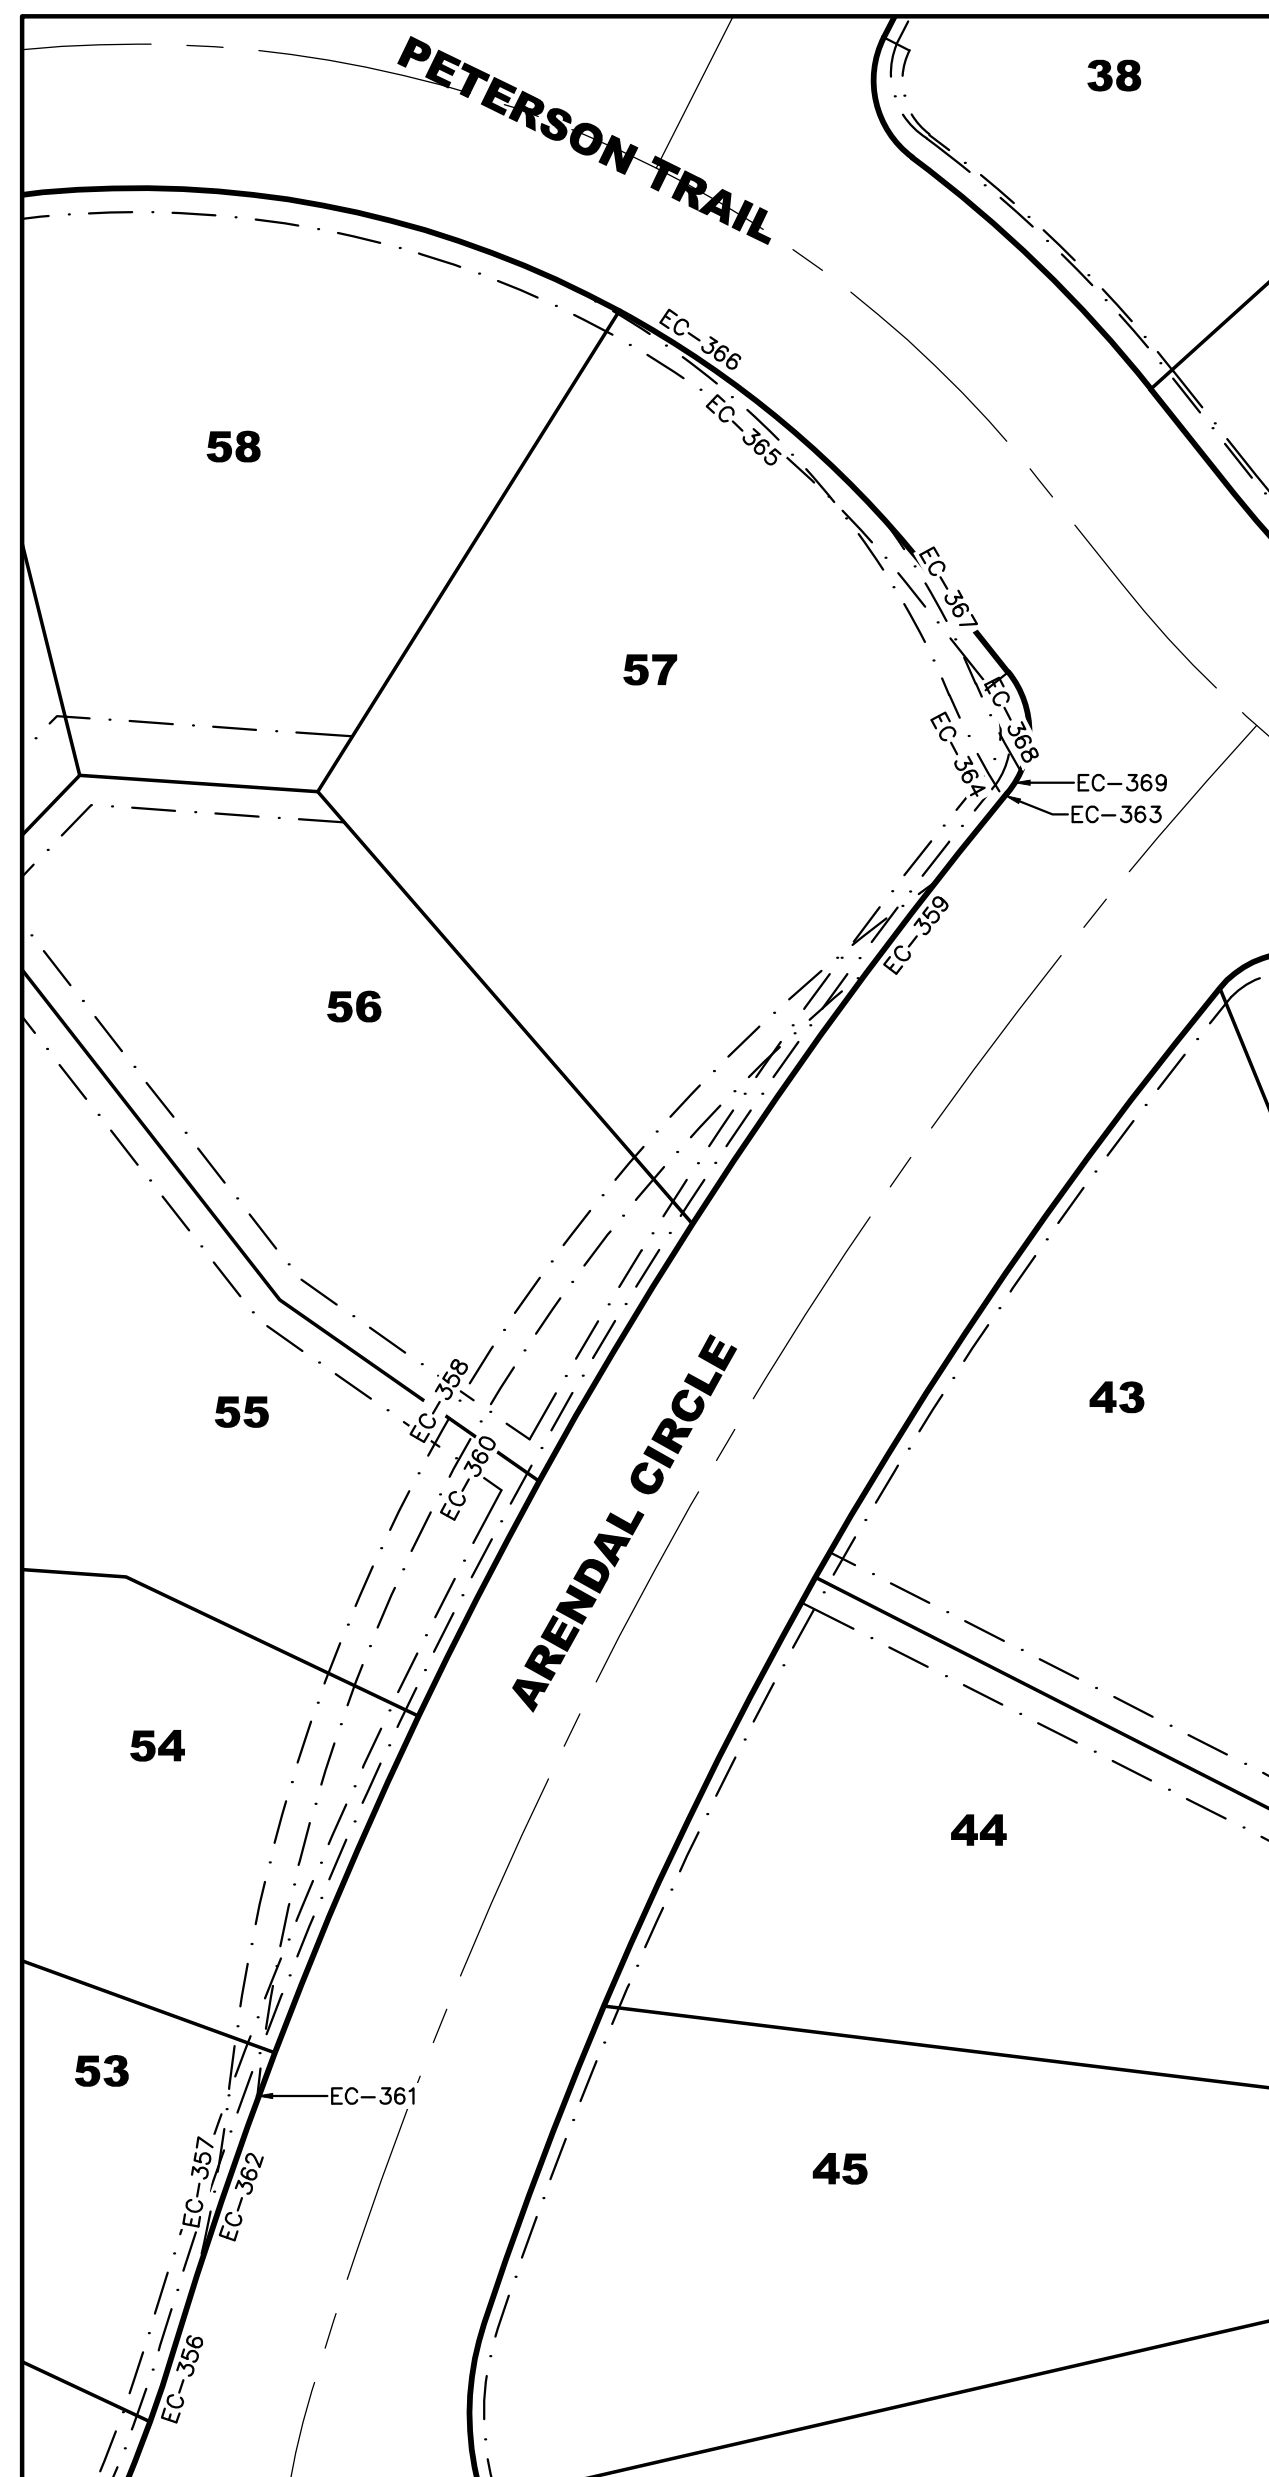 PETERSON TRAIL
38
EC-366
EC-365
58
EC-367
57
EC-368
EC-364
EC-369
EC-363
EC-359
56
ARENDAL CIRCLE
EC-358
55
43
EC-360
54
44
53
EC-361
EC-357
EC-362
45
EC-356